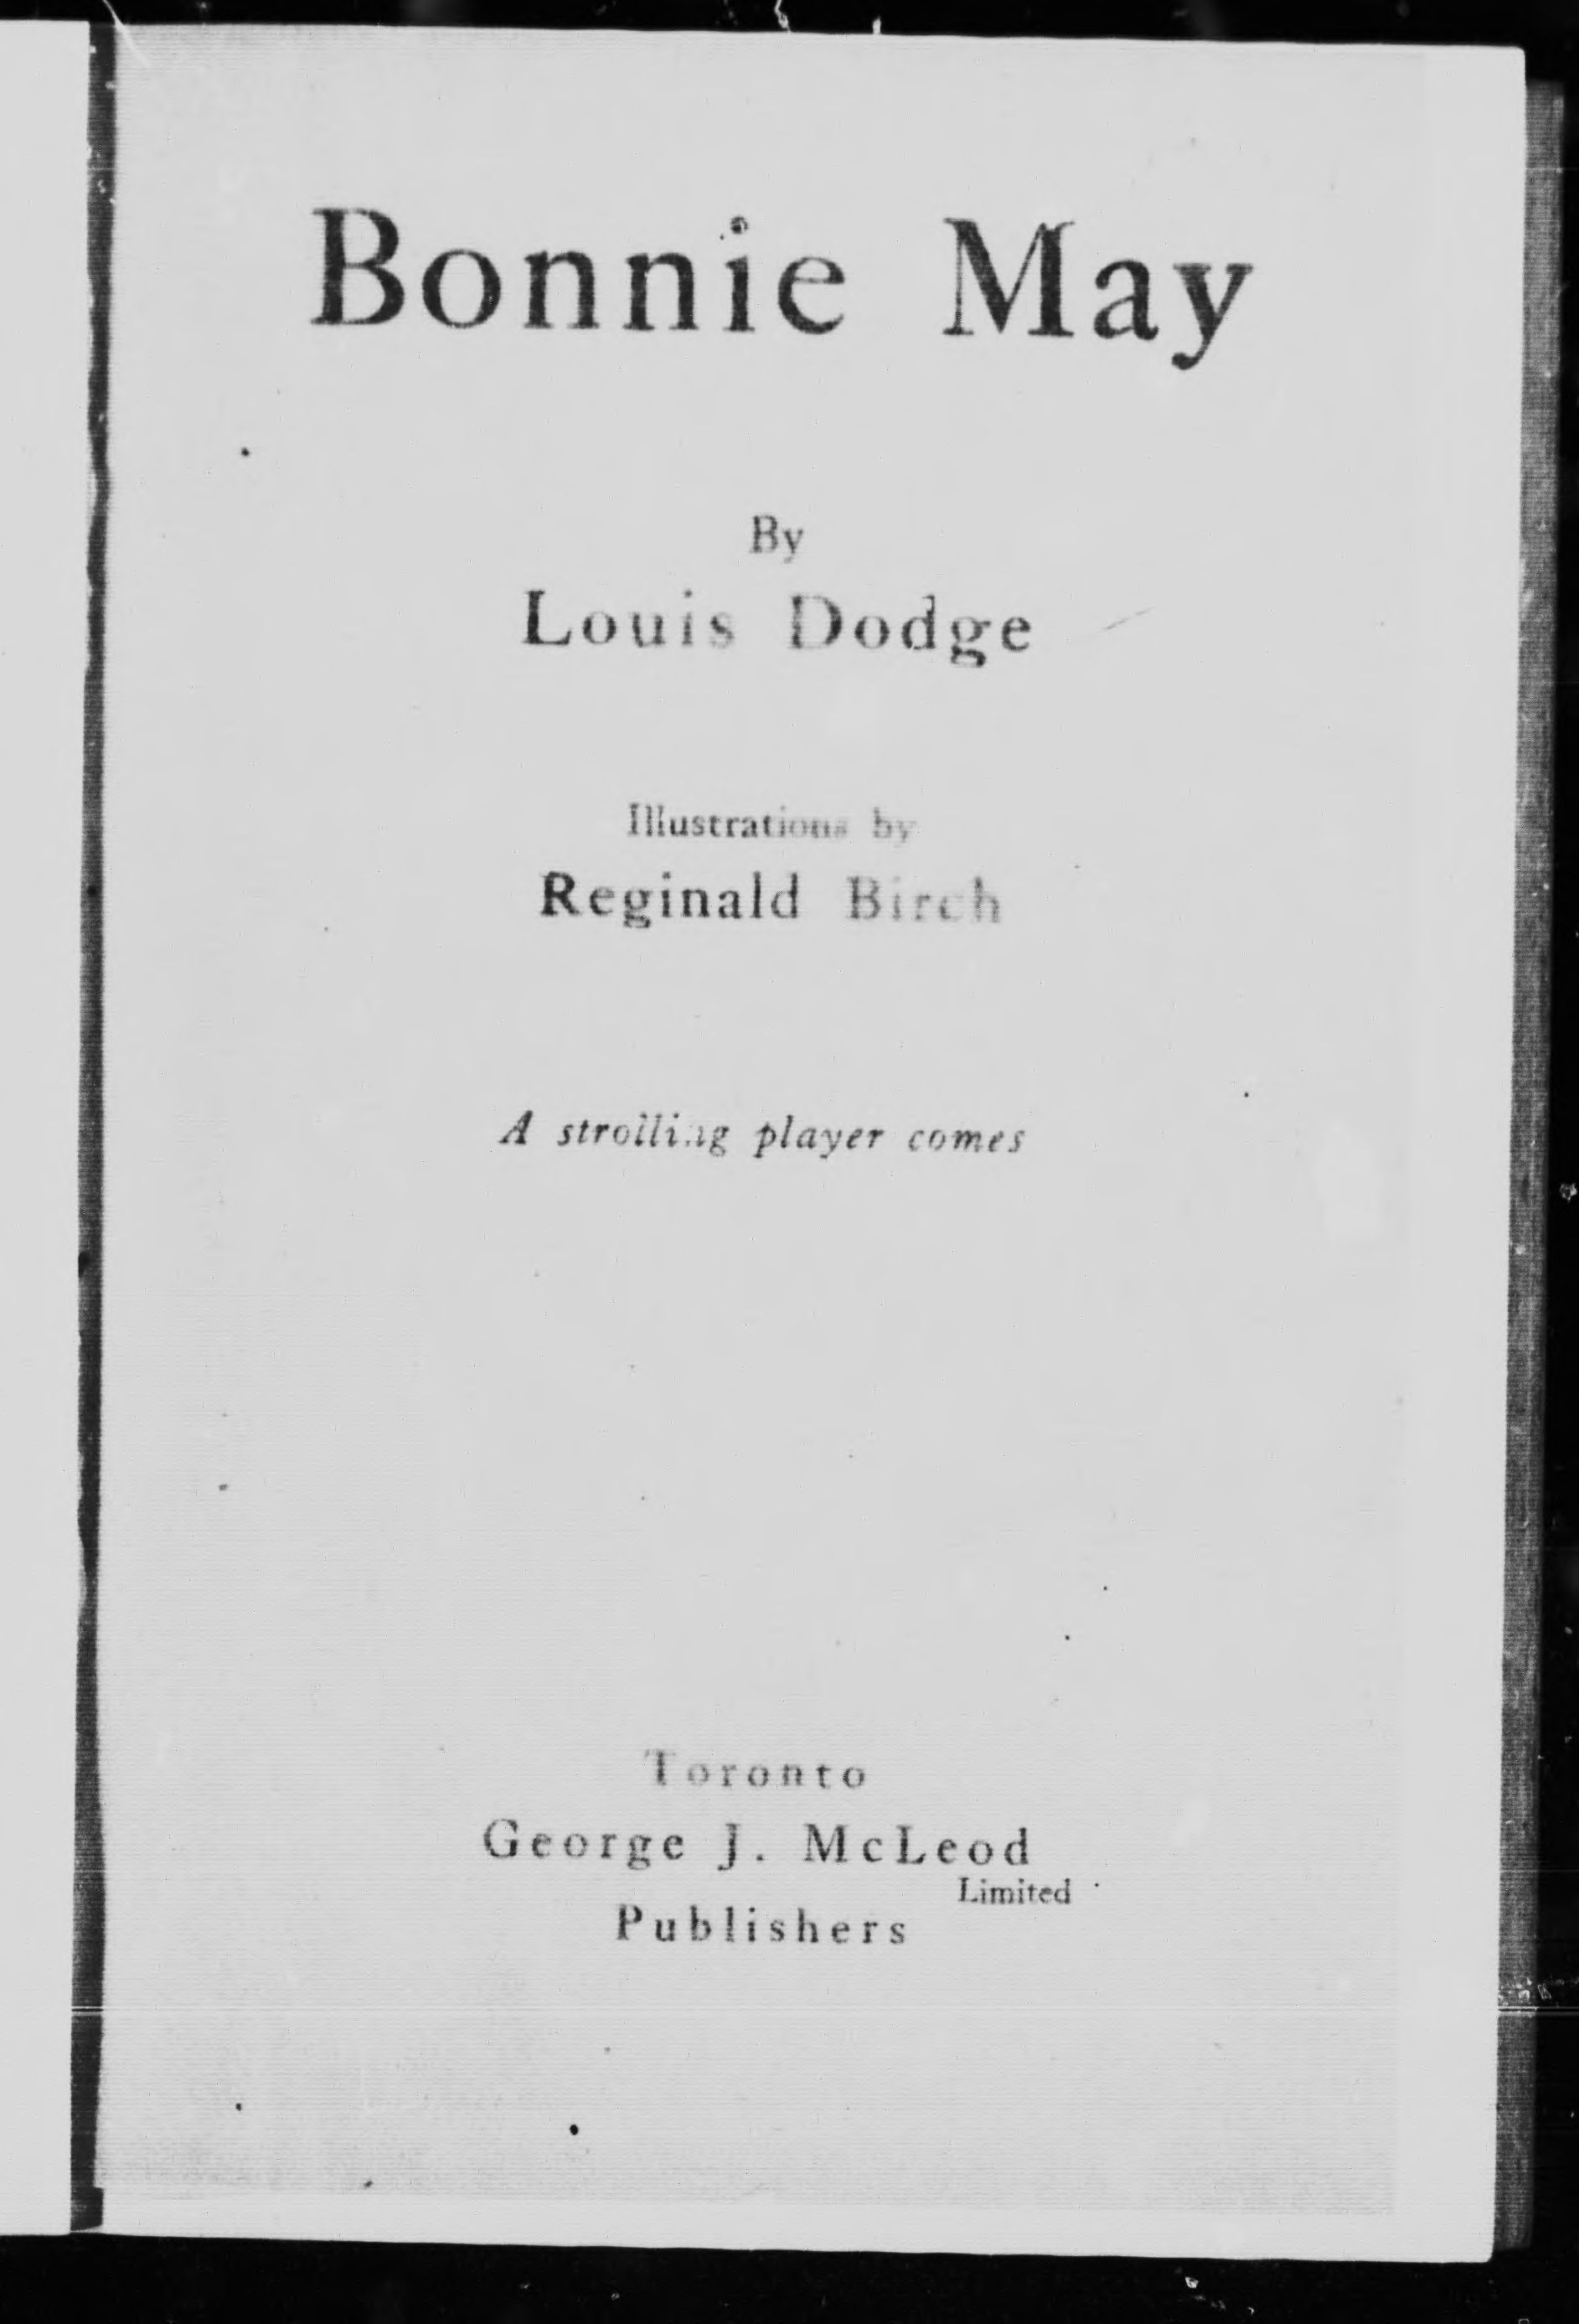 Bonnie May
By
Louis Dodge
Illustrations by
Reginald Birch
A strolling player comes
Toronto
George J. McLeod
Limited
Publishers